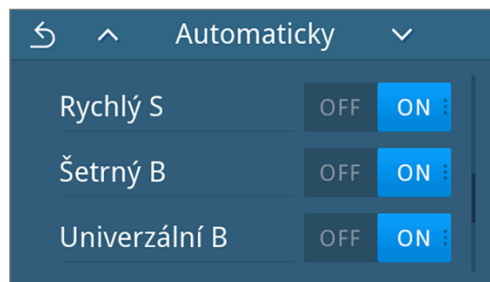 Automaticky
Rychlý S OFF ON
Šetrný B OFF ON
Univerzální B OFF ON